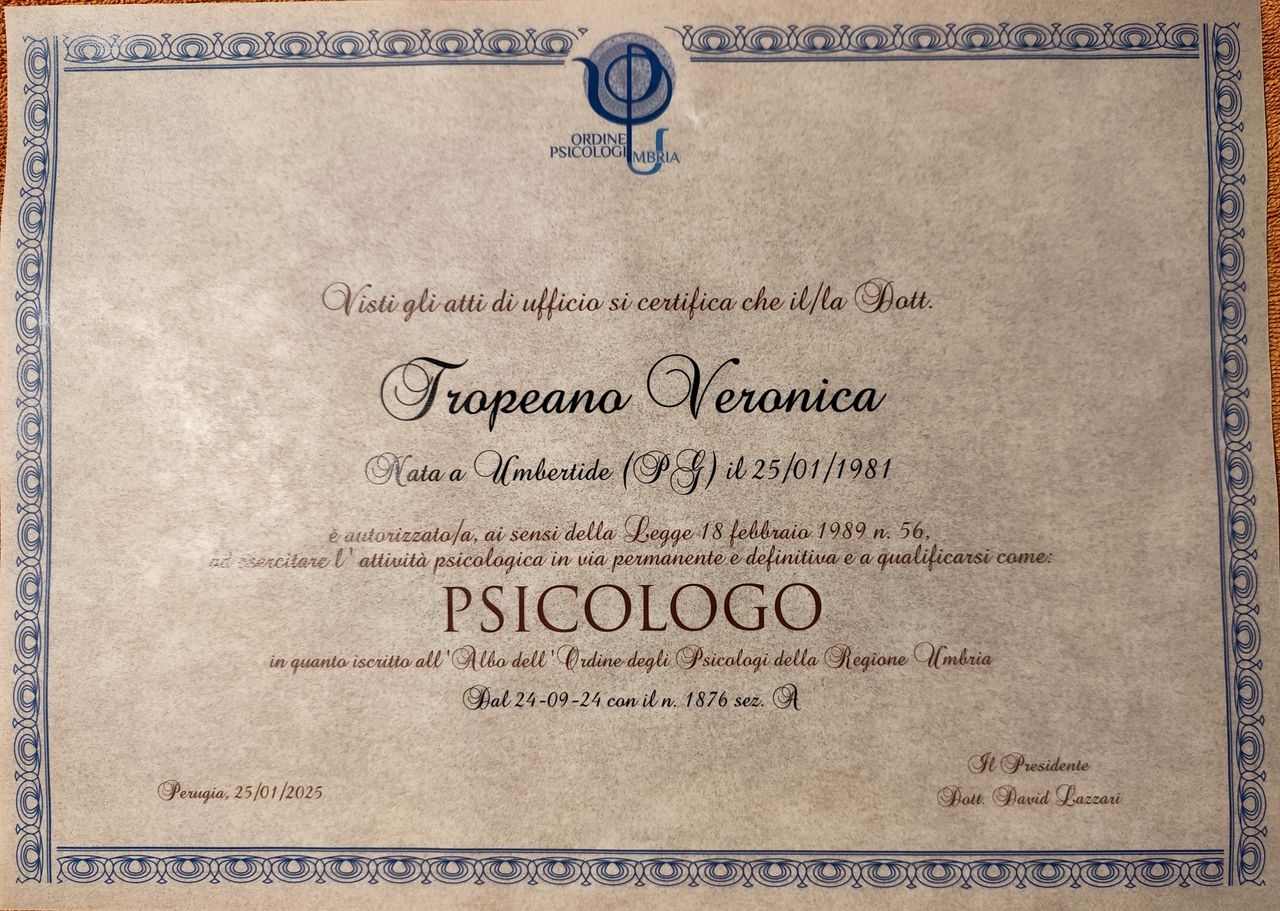 ORDINE
PSICOLOGI UMBRIA
Visti gli atti di ufficio si certifica che il/la Dott.
Tropeano Veronica
Nata a Umbertide (PG) il 25/01/1981
è autorizzato/a, ai sensi della Legge 18 febbraio 1989 n. 56,
ad esercitare l' attività psicologica in via permanente e definitiva e a qualificarsi come:
PSICOLOGO
in quanto iscritto all'Albo dell'Ordine degli Psicologi della Regione Umbria
Dal 24-09-24 con il n. 1876 sez. A
Il Presidente
Perugia, 25/01/2025
Dott. David Lazzari